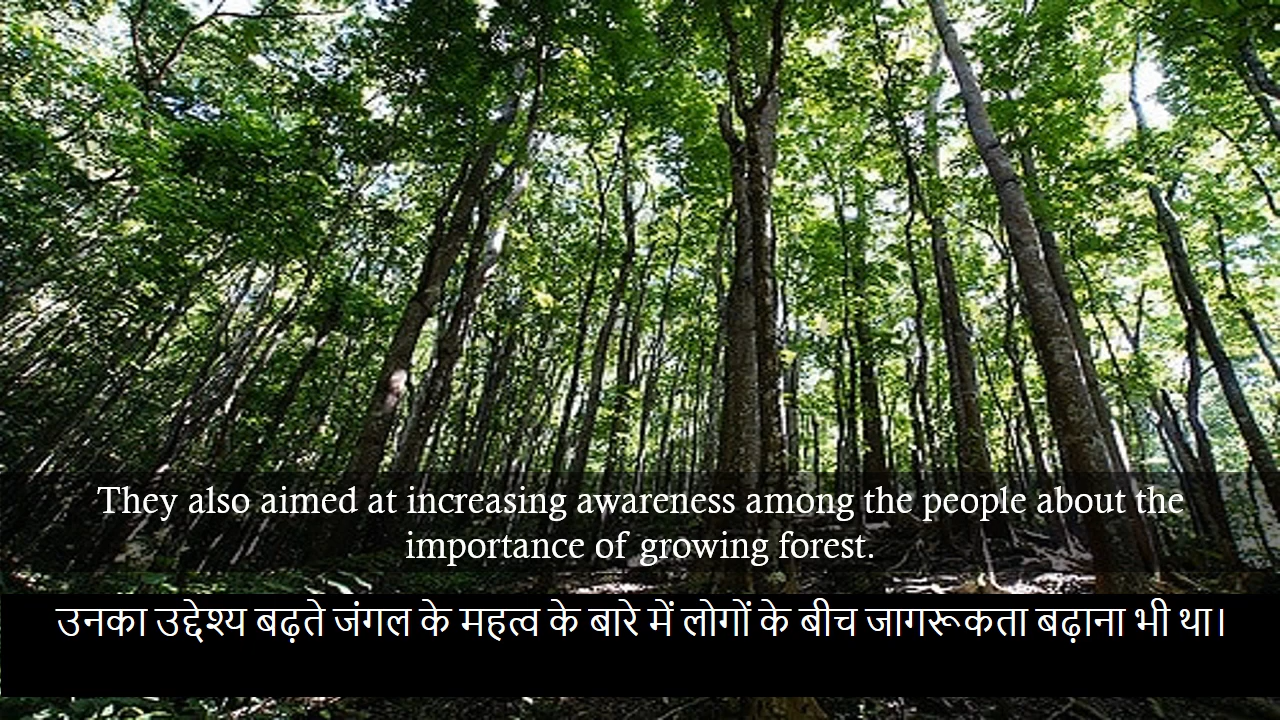 They also aimed at increasing awareness among the people about the
importance of growing forest.
उनका उद्देश्य बढ़ते जंगल के महत्व के बारे में लोगों के बीच जागरूकता बढ़ाना भी था।